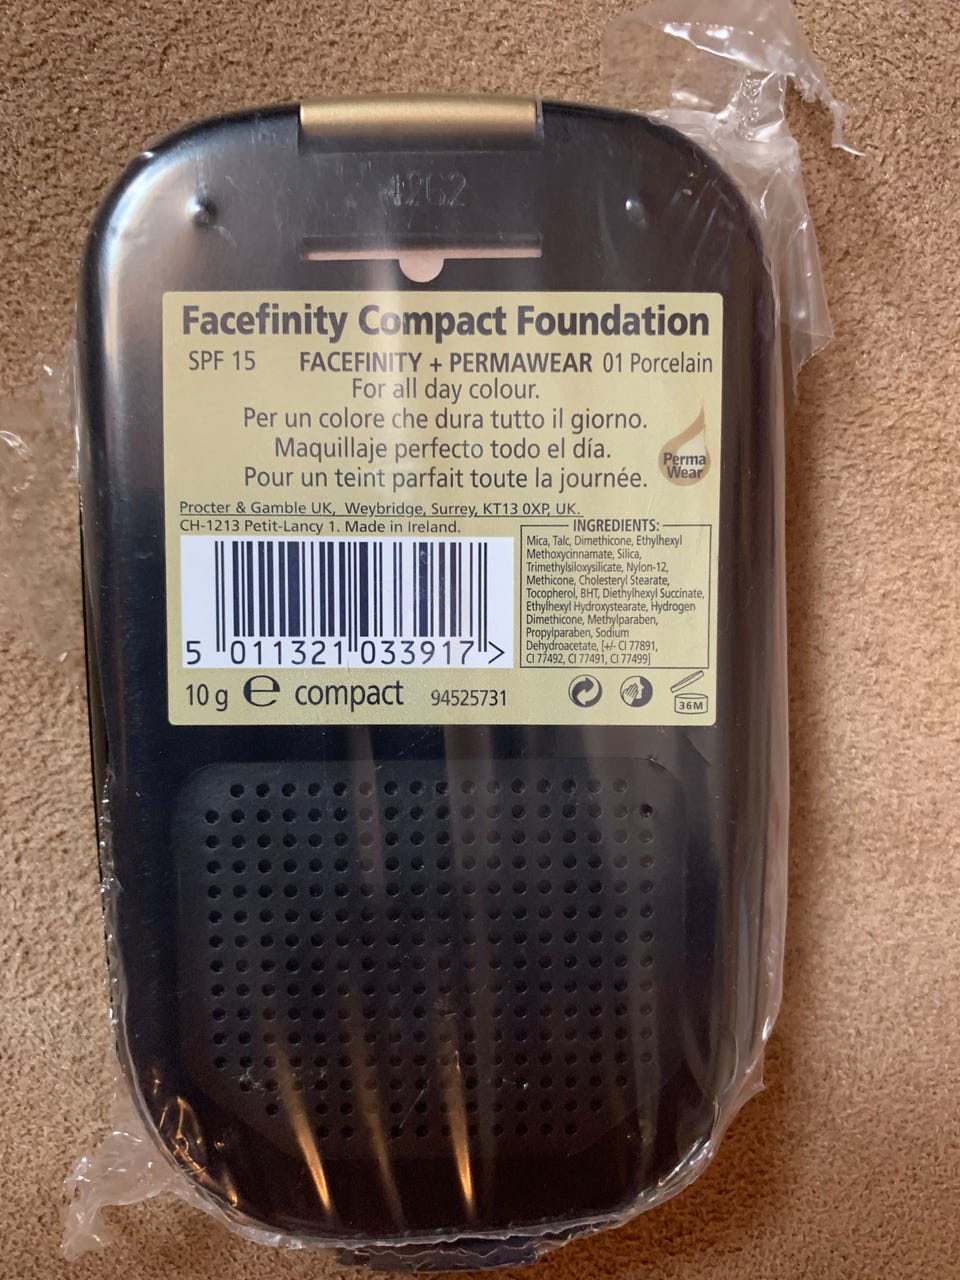 4262
Facefinity Compact Foundation
SPF 15 FACEFINITY + PERMAWEAR 01 Porcelain
For all day colour.
Per un colore che dura tutto il giorno.
Maquillaje perfecto todo el día.
Pour un teint parfait toute la journée.
Perma
Wear
Procter & Gamble UK, Weybridge, Surrey, KT13 0XP, UK.
CH-1213 Petit-Lancy 1. Made in Ireland.
INGREDIENTS:
Mica, Talc, Dimethicone, Ethylhexyl
Methoxycinnamate, Silica,
Trimethylsiloxysilicate, Nylon-12,
Methicone, Cholesteryl Stearate,
Tocopherol, BHT, Diethylhexyl Succinate,
Ethylhexyl Hydroxystearate, Hydrogen
Dimethicone, Methylparaben,
Propylparaben, Sodium
Dehydroacetate, [+/- CI 77891,
CI 77492, CI 77491, CI 77499]
5 011321 033917 >
10 g e compact 94525731
36M